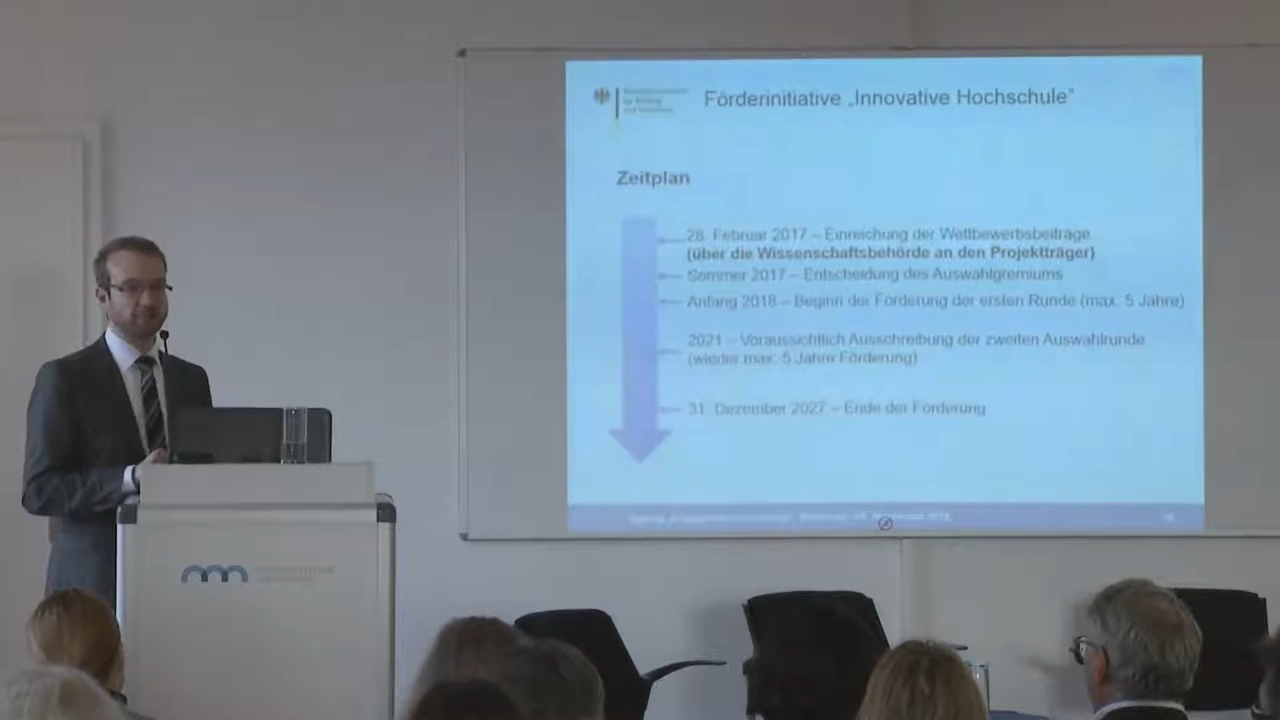 Förderinitiative „Innovative Hochschule"
Zeitplan
28. Februar 2017 – Einreichung der Wettbewerbsbeiträge
(über die Wissenschaftsbehörde an den Projektträger)
Sommer 2017 – Entscheidung des Auswahlgremiums
Anfang 2018 – Beginn der Förderung der ersten Runde (max. 5 Jahre)
2021 – Voraussichtlich Ausschreibung der zweiten Auswahlrunde
(wieder max. 5 Jahre Förderung)
31. Dezember 2027 – Ende der Förderung